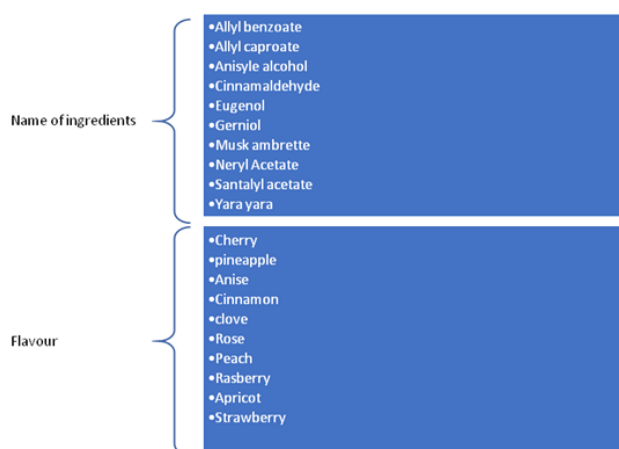 Name of ingredients
•Allyl benzoate
•Allyl caproate
•Anisyle alcohol
•Cinnamaldehyde
•Eugenol
•Gerniol
•Musk ambrette
•Neryl Acetate
•Santalyl acetate
•Yara yara
Flavour
•Cherry
•pineapple
•Anise
•Cinnamon
•clove
•Rose
•Peach
•Rasberry
•Apricot
•Strawberry